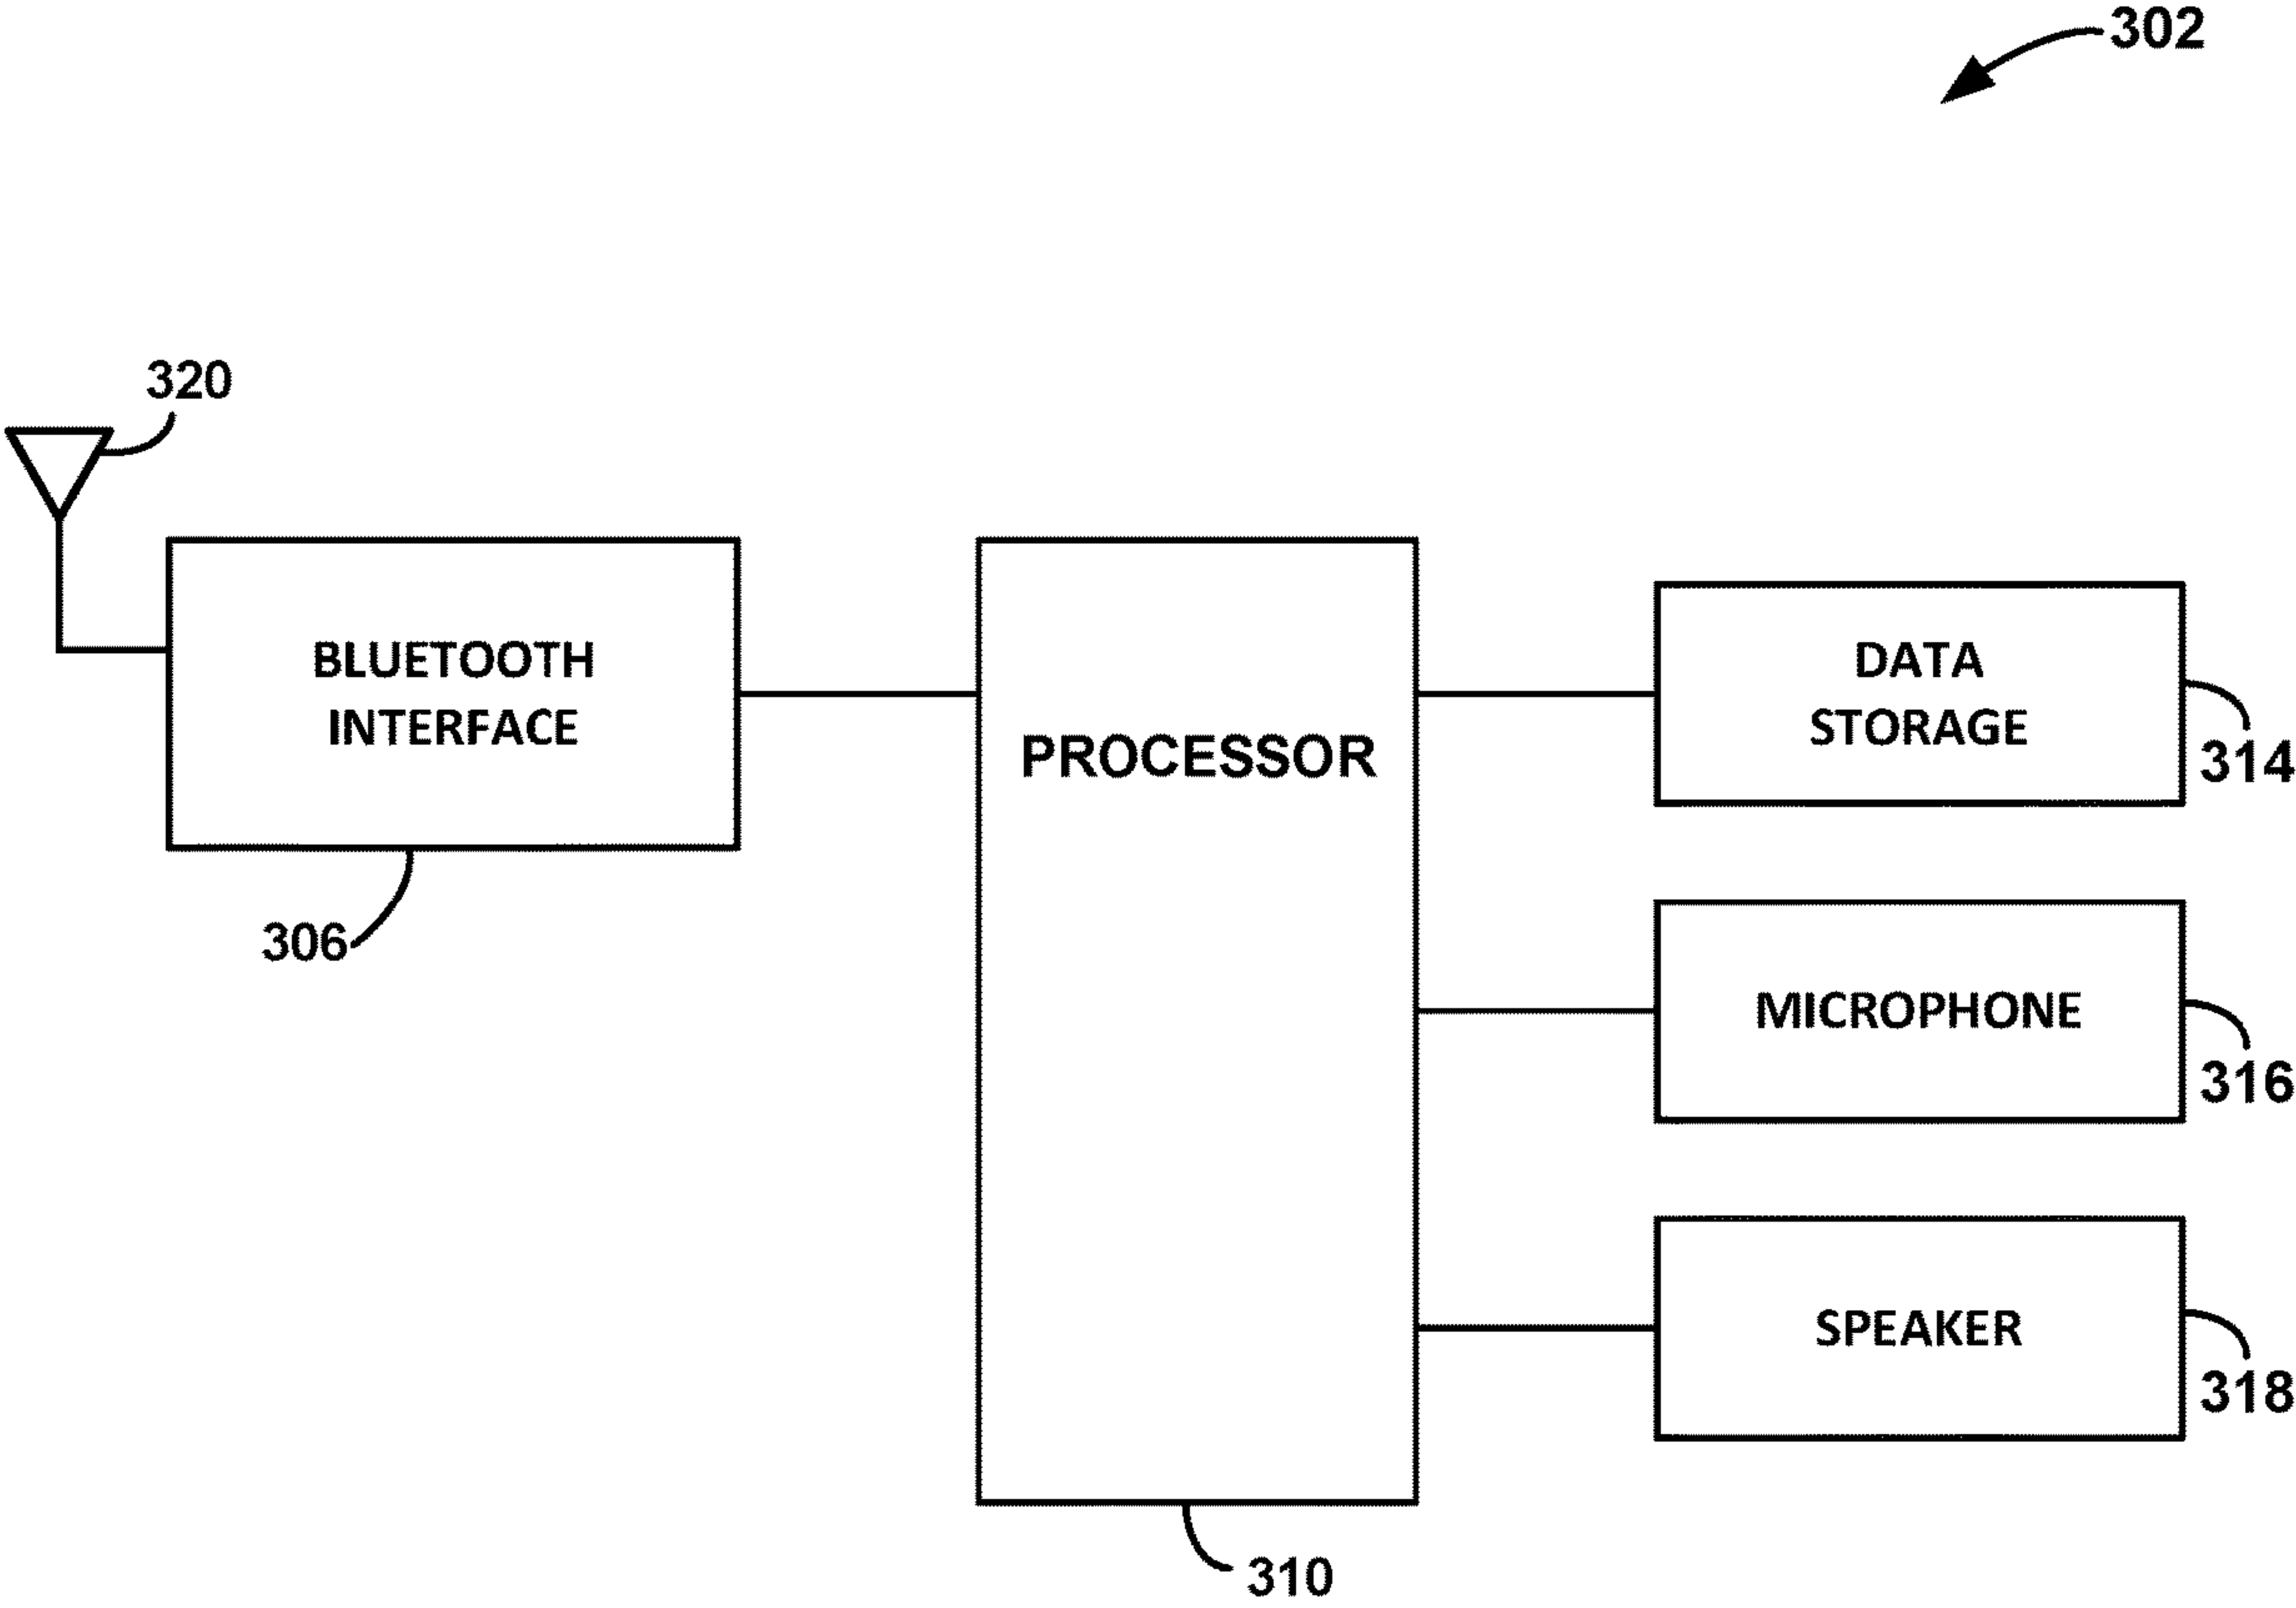 302
320
BLUETOOTH
INTERFACE
306
PROCESSOR
310
DATA
STORAGE
314
MICROPHONE
316
SPEAKER
318